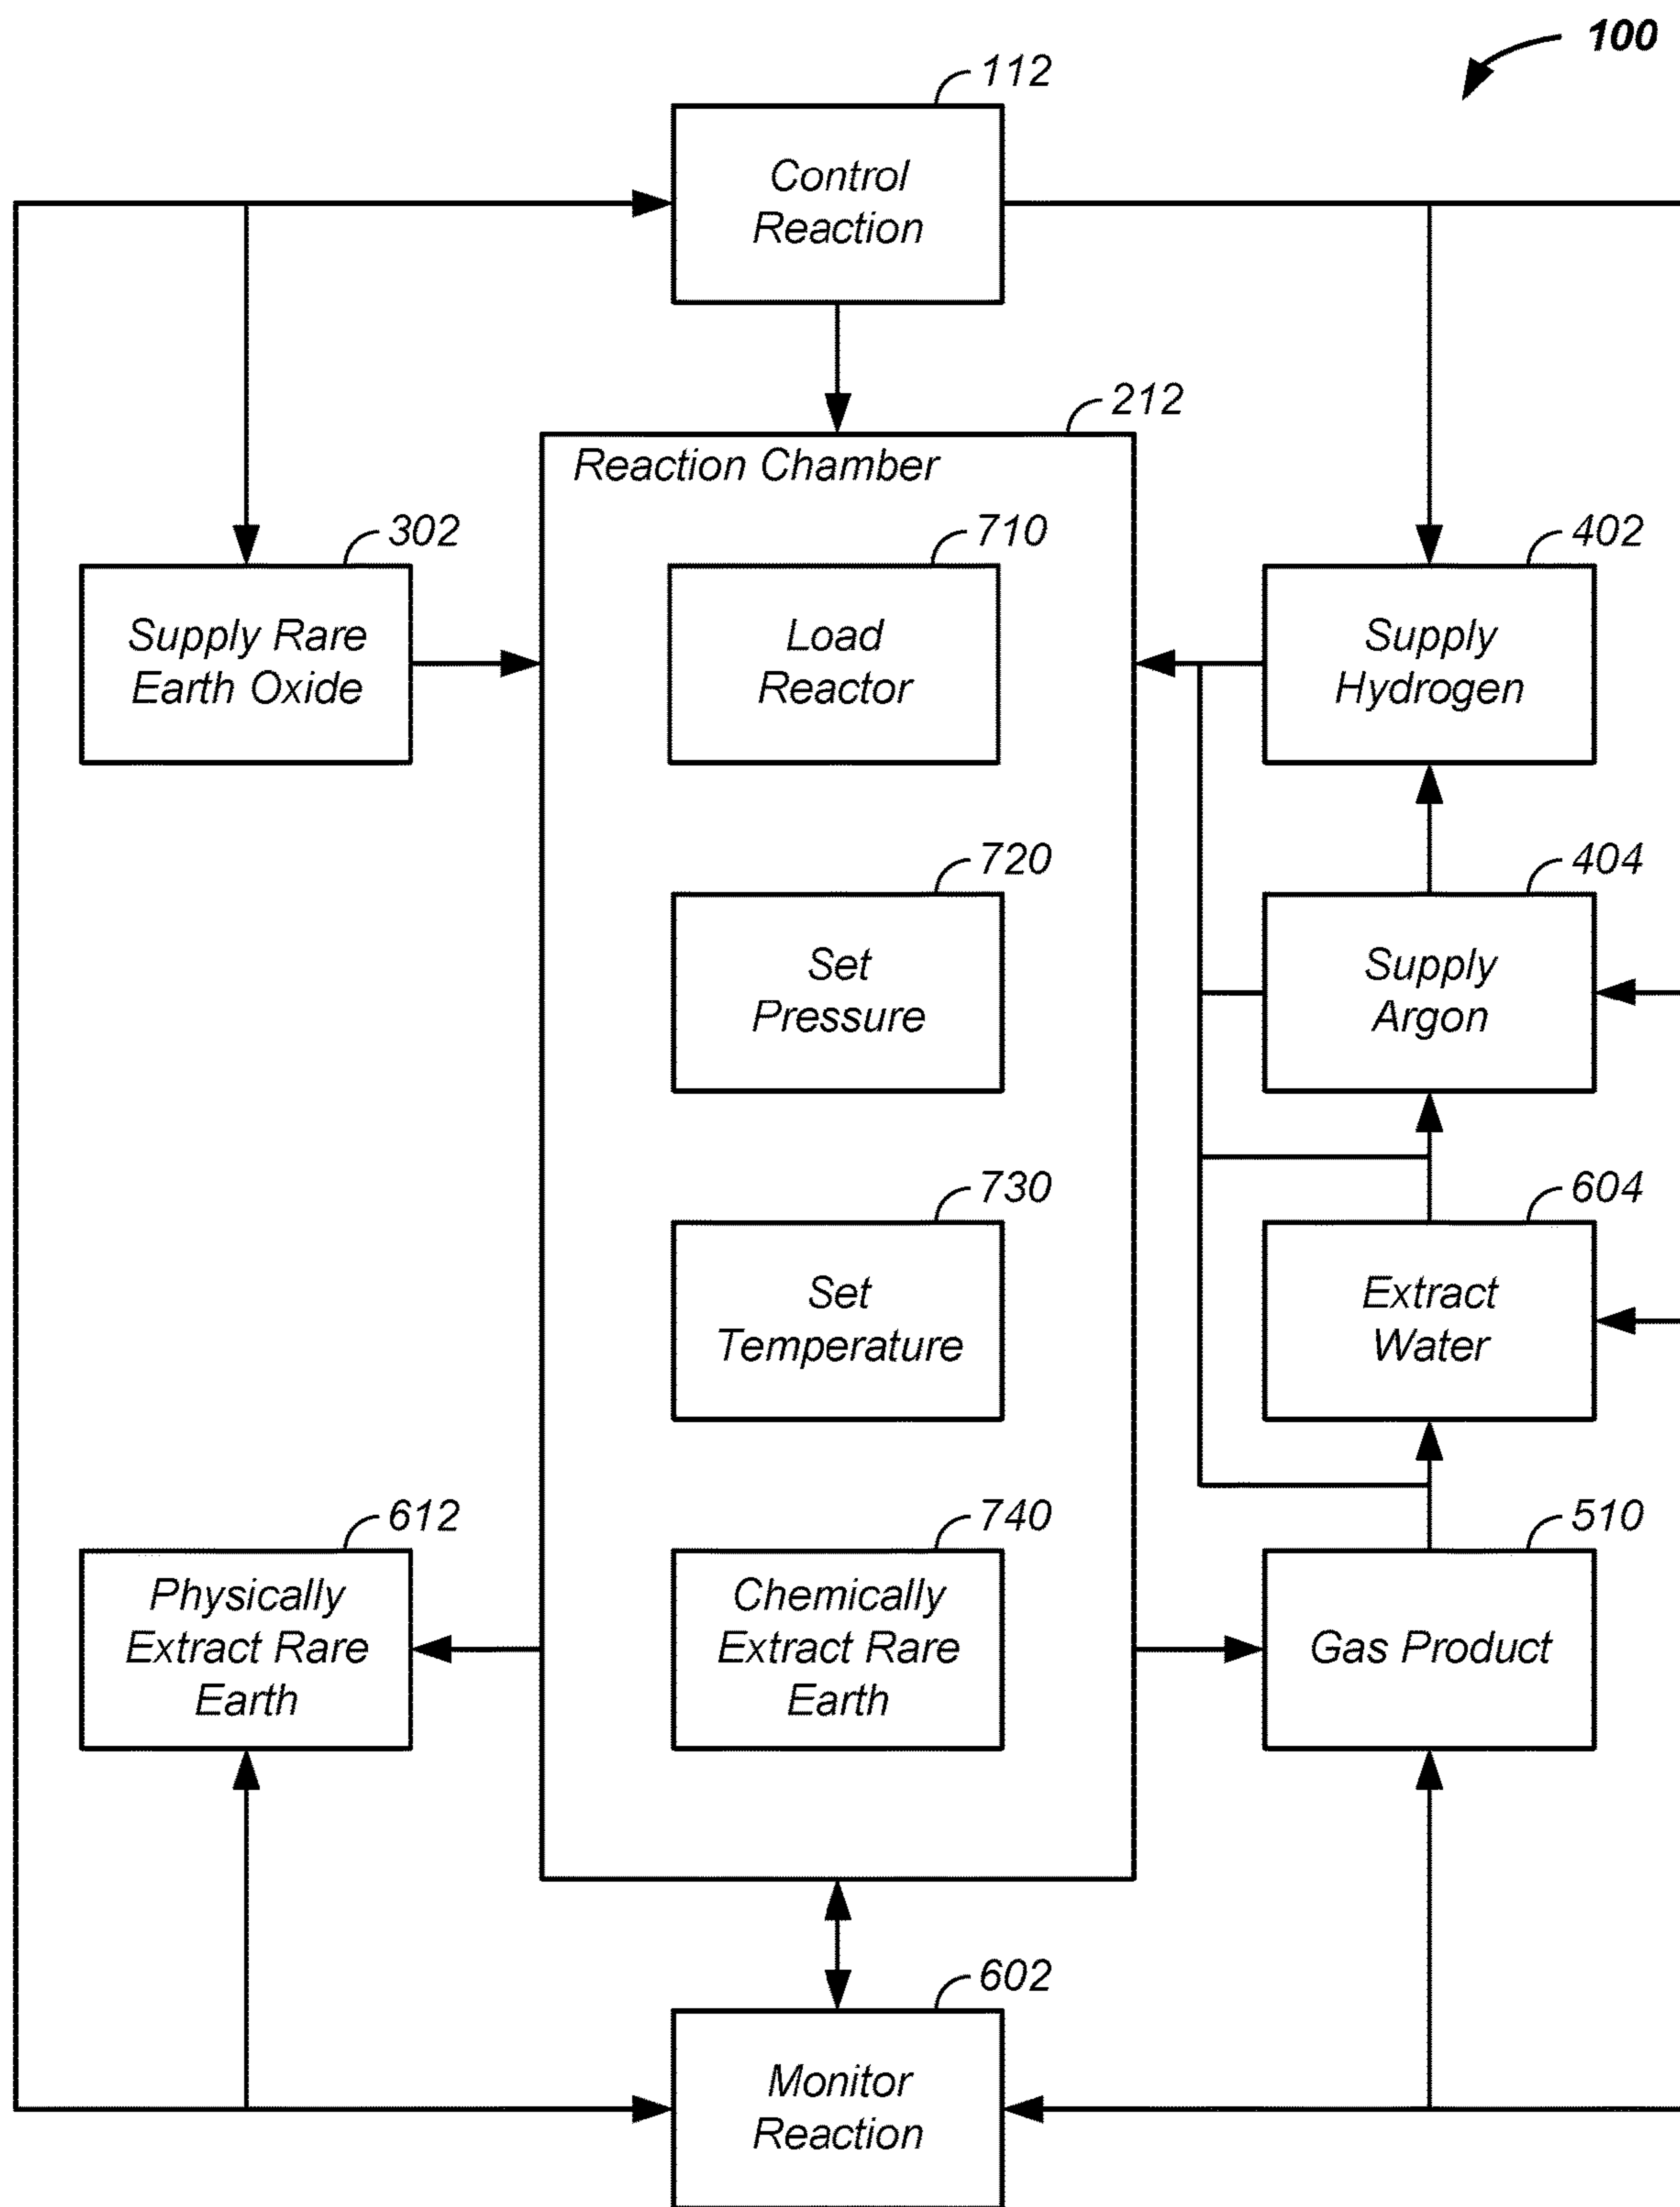 100
112
Control
Reaction
212
Reaction Chamber
302
Supply Rare
Earth Oxide
710
Load
Reactor
402
Supply
Hydrogen
720
Set
Pressure
404
Supply
Argon
730
Set
Temperature
604
Extract
Water
612
Physically
Extract Rare
Earth
740
Chemically
Extract Rare
Earth
510
Gas Product
602
Monitor
Reaction